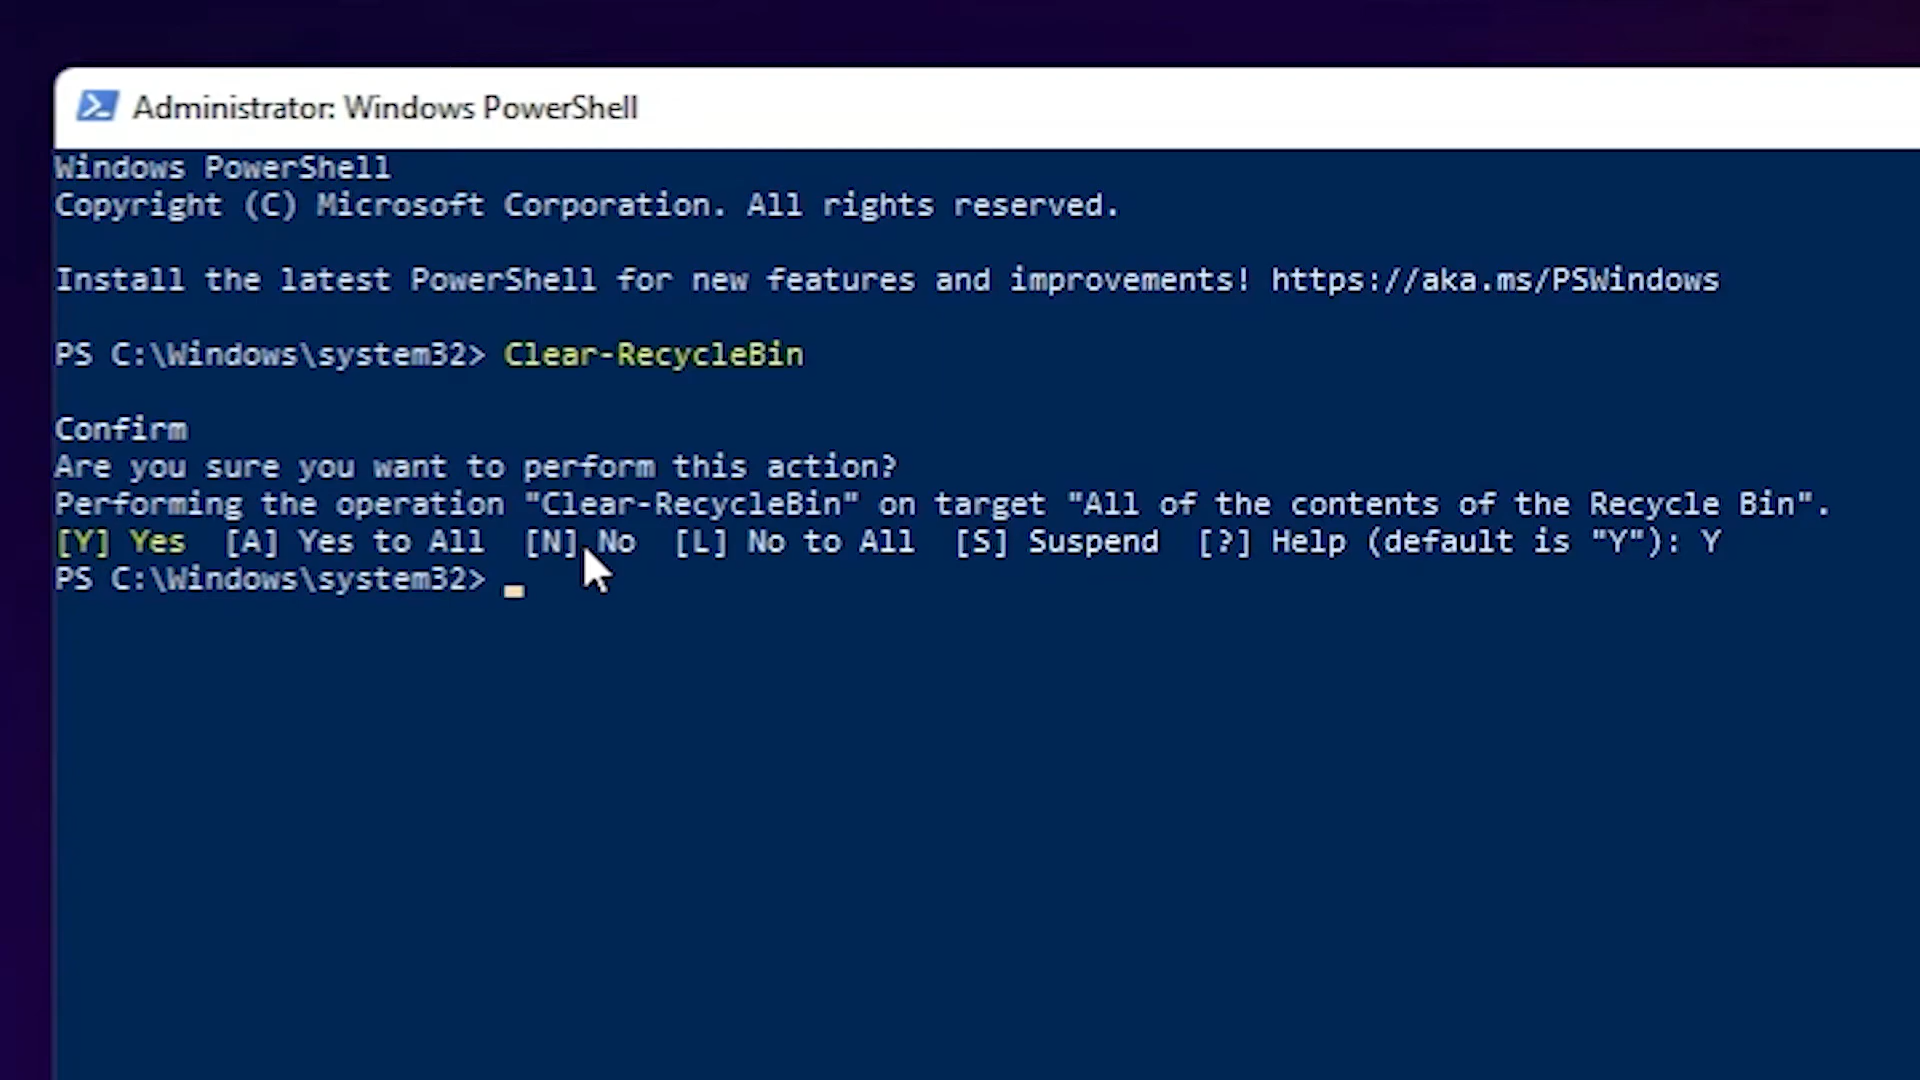 Administrator: Windows PowerShell
Windows PowerShell
Copyright (C) Microsoft Corporation. All rights reserved.
Install the latest PowerShell for new features and improvements! https://aka.ms/PSWindows
PS C:\Windows\system32> Clear-RecycleBin
Confirm
Are you sure you want to perform this action?
Performing the operation "Clear-RecycleBin" on target "All of the contents of the Recycle Bin".
[Y] Yes  [A] Yes to All  [N] No  [L] No to All  [S] Suspend  [?] Help (default is "Y"): Y
PS C:\Windows\system32>